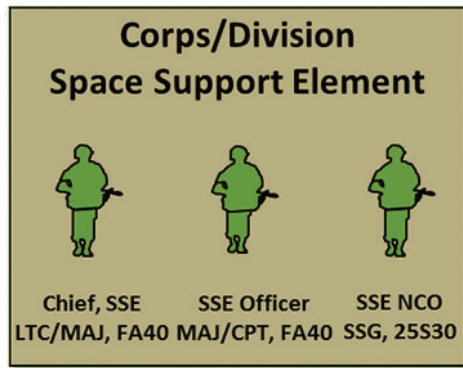 Corps/Division
Space Support Element
Chief, SSE
LTC/MAJ, FA40
SSE Officer
MAJ/CPT, FA40
SSE NCO
SSG, 25S30